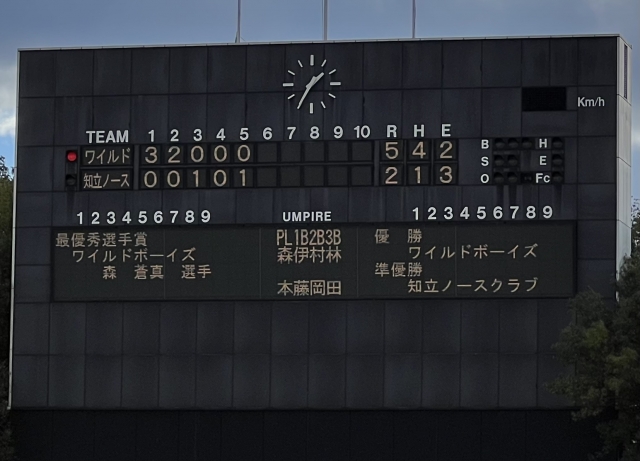 Km/h
TEAM 1 2 3 4 5 6 7 8 9 10 R H E
ワイルド 3 2 0 0 0 5 4 2
知立ノース 0 0 1 0 1 2 1 3
B H
S E
O Fc
1 2 3 4 5 6 7 8 9 UMPIRE 1 2 3 4 5 6 7 8 9
最優秀選手賞 PL1B2B3B 優 勝
ワイルドボーイズ 森伊村林 ワイルドボーイズ
森 蒼真 選手 準優勝
本藤岡田 知立ノースクラブ